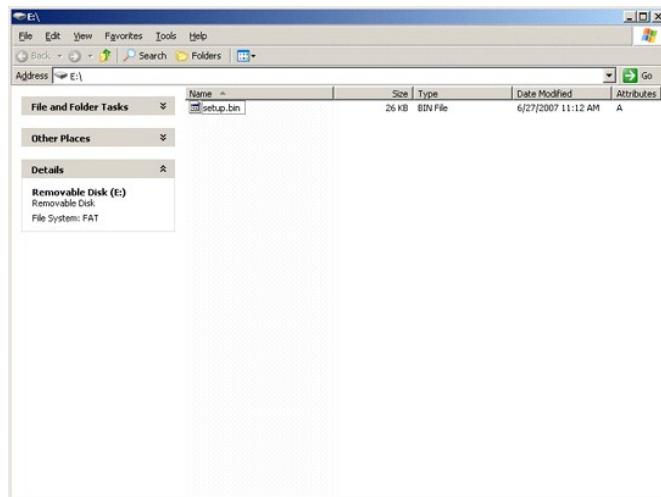 E:\
File Edit View Favorites Tools Help
Back Search Folders
Address E:\ Go
Name Size Type Date Modified Attributes
setup.bin 26 KB BIN File 6/27/2007 11:12 AM A
File and Folder Tasks
Other Places
Details
Removable Disk (E:)
Removable Disk
File System: FAT